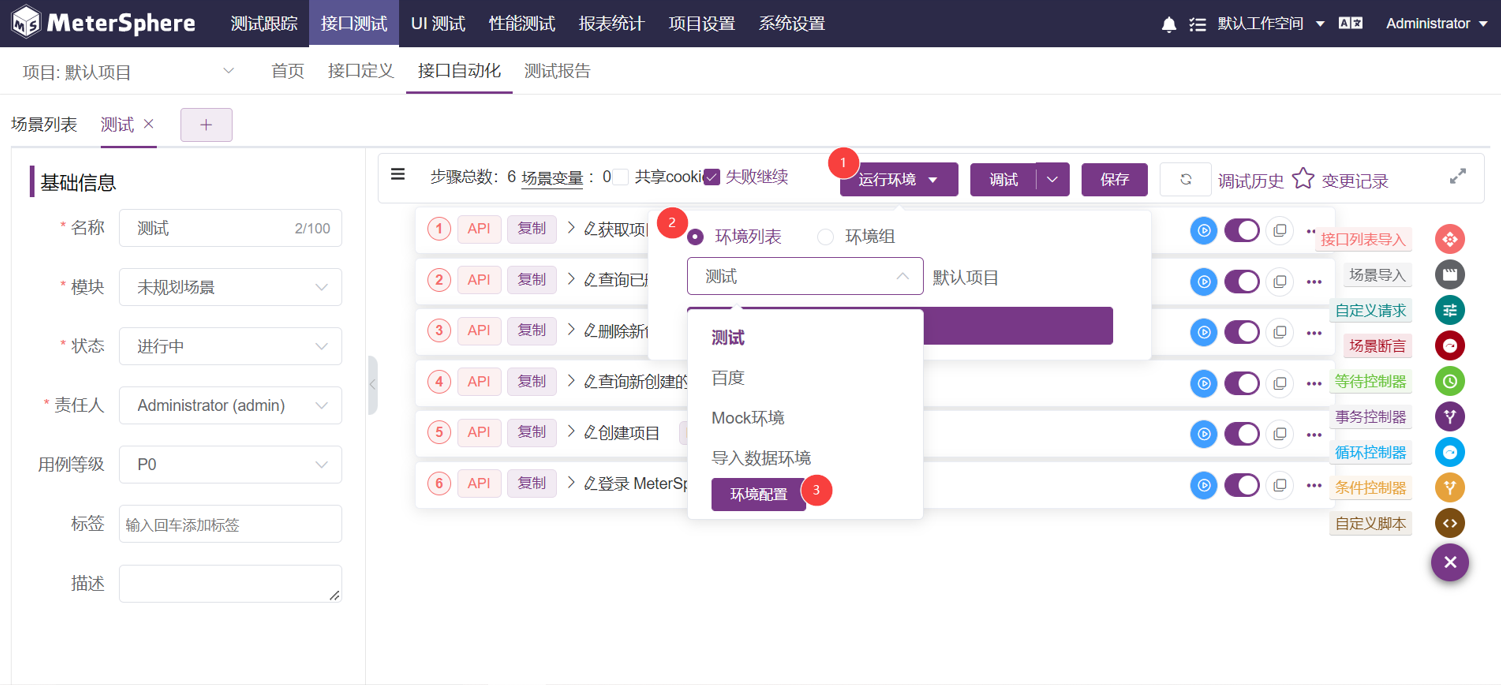 MeterSphere 测试跟踪 接口测试 UI 测试 性能测试 报表统计 项目设置 系统设置 默认工作空间 Administrator
项目: 默认项目 首页 接口定义 接口自动化 测试报告
场景列表 测试
基础信息
* 名称 测试 2/100
* 模块 未规划场景
* 状态 进行中
* 责任人 Administrator (admin)
用例等级 P0
标签 输入回车添加标签
描述
步骤总数: 6 场景变量 : 0 共享cookie 失败继续 1 运行环境 调试 保存 调试历史 变更记录
1 API 复制 获取项
2 API 复制 查询已
3 API 复制 删除新
4 API 复制 查询新创建的
5 API 复制 创建项目
6 API 复制 登录 MeterSp
2 环境列表 环境组
测试 默认项目
测试
百度
Mock环境
导入数据环境
环境配置 3
接口列表导入
场景导入
自定义请求
场景断言
等待控制器
事务控制器
循环控制器
条件控制器
自定义脚本